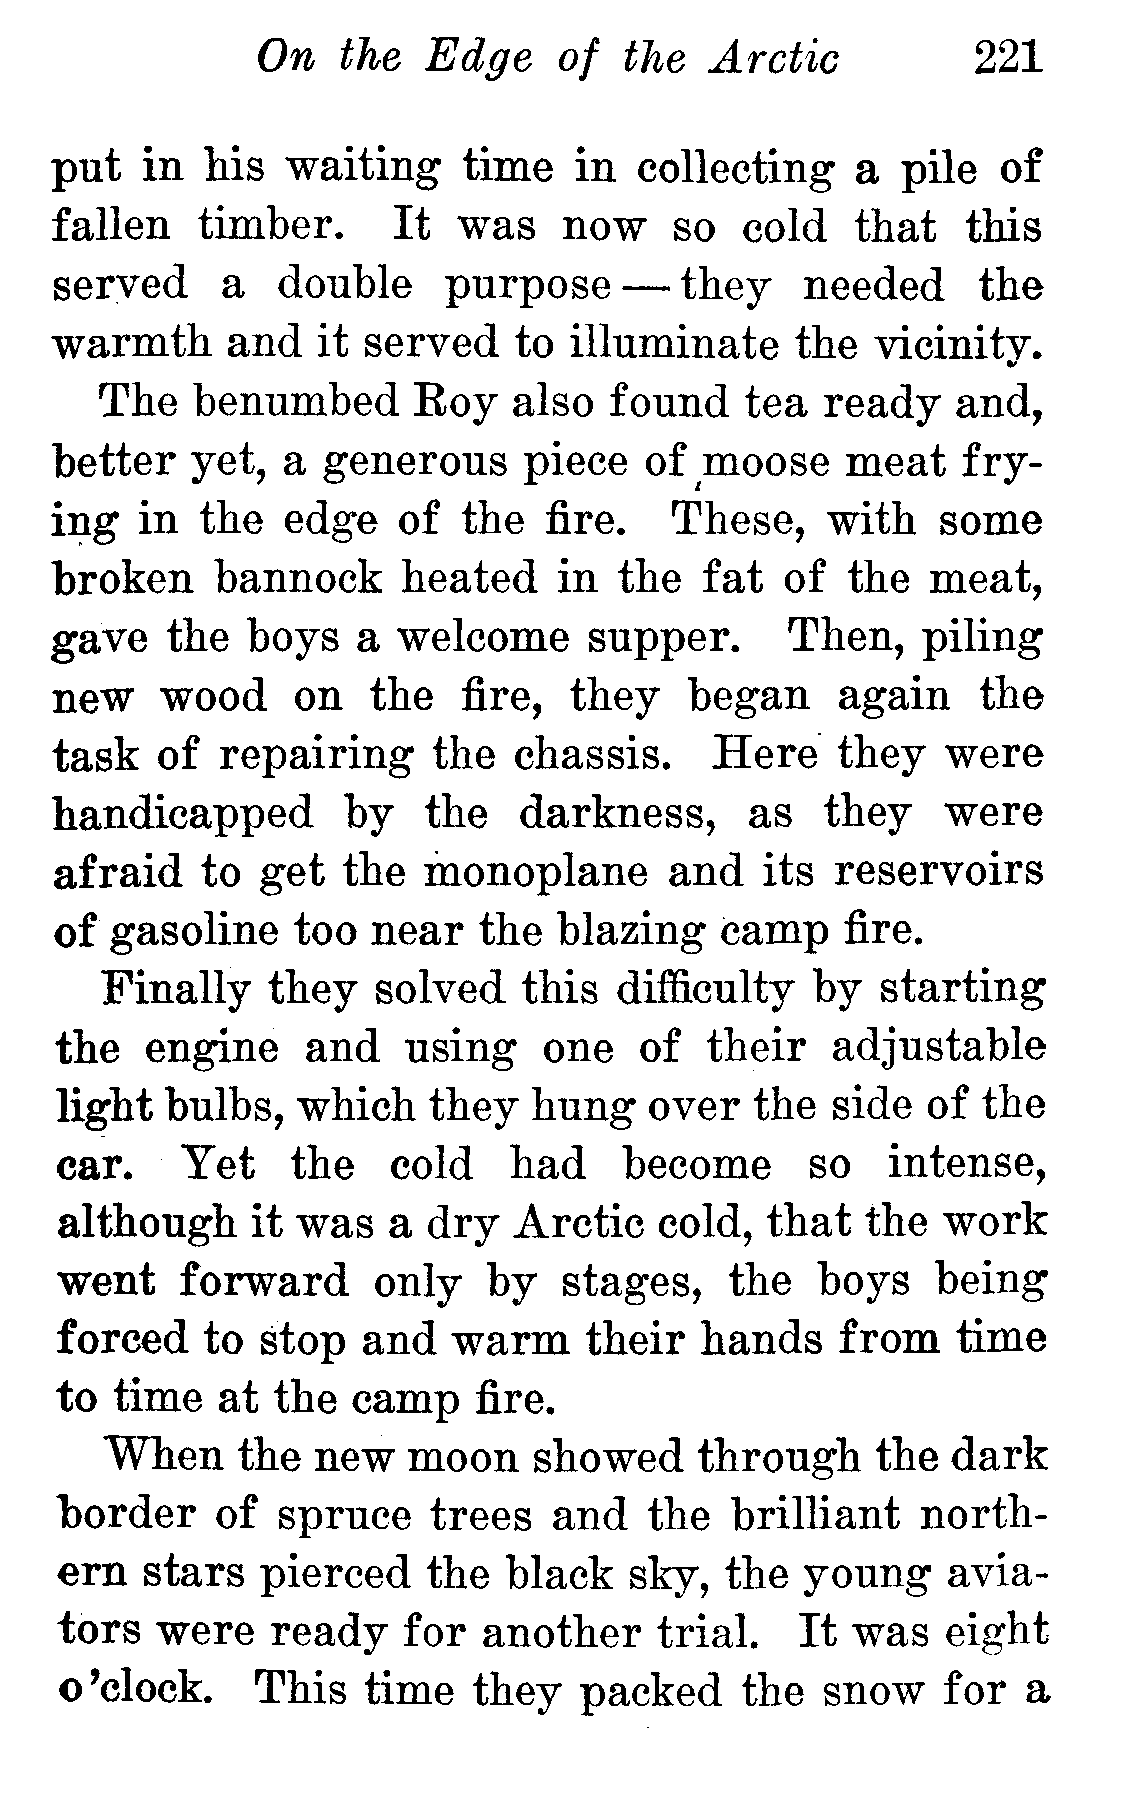 On the Edge of the Arctic 221
put in his waiting time in collecting a pile of
fallen timber. It was now so cold that this
served a double purpose — they needed the
warmth and it served to illuminate the vicinity.
The benumbed Roy also found tea ready and,
better yet, a generous piece of moose meat fry-
ing in the edge of the fire. These, with some
broken bannock heated in the fat of the meat,
gave the boys a welcome supper. Then, piling
new wood on the fire, they began again the
task of repairing the chassis. Here they were
handicapped by the darkness, as they were
afraid to get the monoplane and its reservoirs
of gasoline too near the blazing camp fire.
Finally they solved this difficulty by starting
the engine and using one of their adjustable
light bulbs, which they hung over the side of the
car. Yet the cold had become so intense,
although it was a dry Arctic cold, that the work
went forward only by stages, the boys being
forced to stop and warm their hands from time
to time at the camp fire.
When the new moon showed through the dark
border of spruce trees and the brilliant north-
ern stars pierced the black sky, the young avia-
tors were ready for another trial. It was eight
o'clock. This time they packed the snow for a